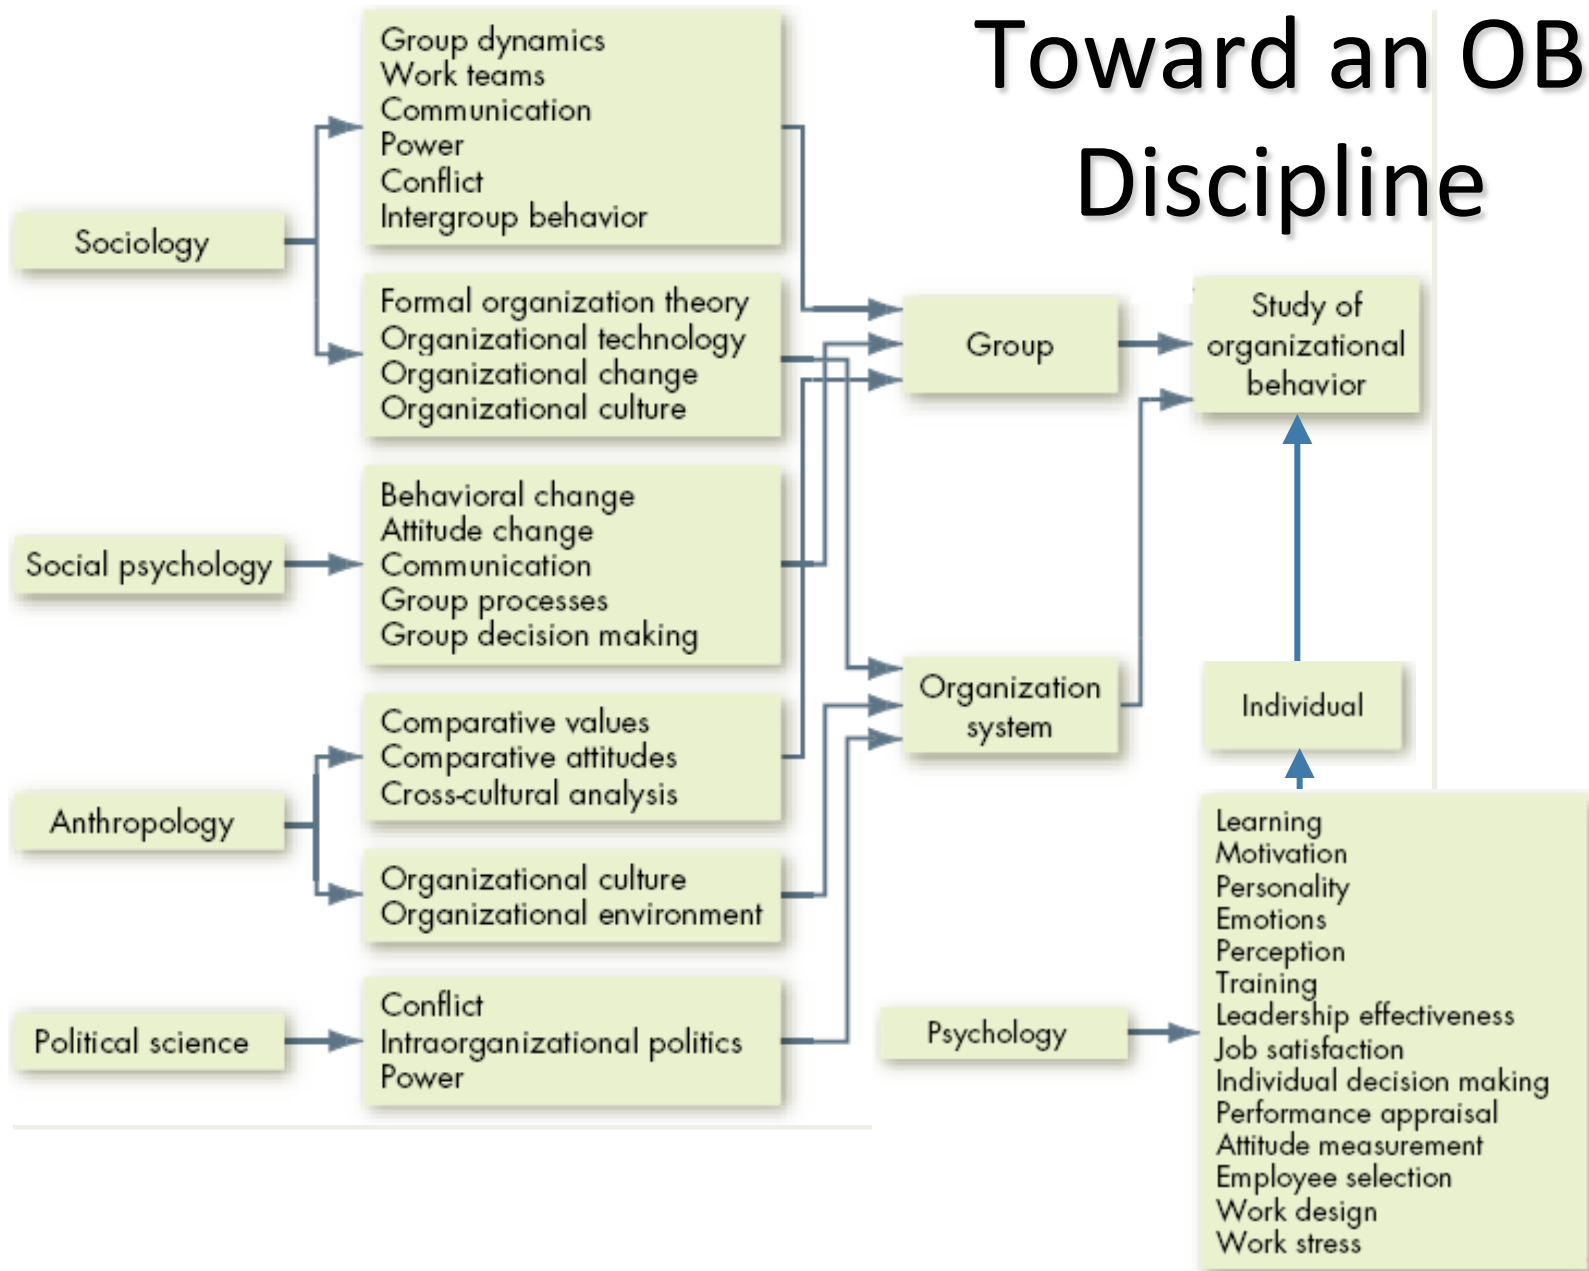 Toward an OB
Discipline
Sociology
Group dynamics
Work teams
Communication
Power
Conflict
Intergroup behavior
Formal organization theory
Organizational technology
Organizational change
Organizational culture
Social psychology
Behavioral change
Attitude change
Communication
Group processes
Group decision making
Anthropology
Comparative values
Comparative attitudes
Cross-cultural analysis
Organizational culture
Organizational environment
Political science
Conflict
Intraorganizational politics
Power
Group
Organization
system
Study of
organizational
behavior
Individual
Psychology
Learning
Motivation
Personality
Emotions
Perception
Training
Leadership effectiveness
Job satisfaction
Individual decision making
Performance appraisal
Attitude measurement
Employee selection
Work design
Work stress